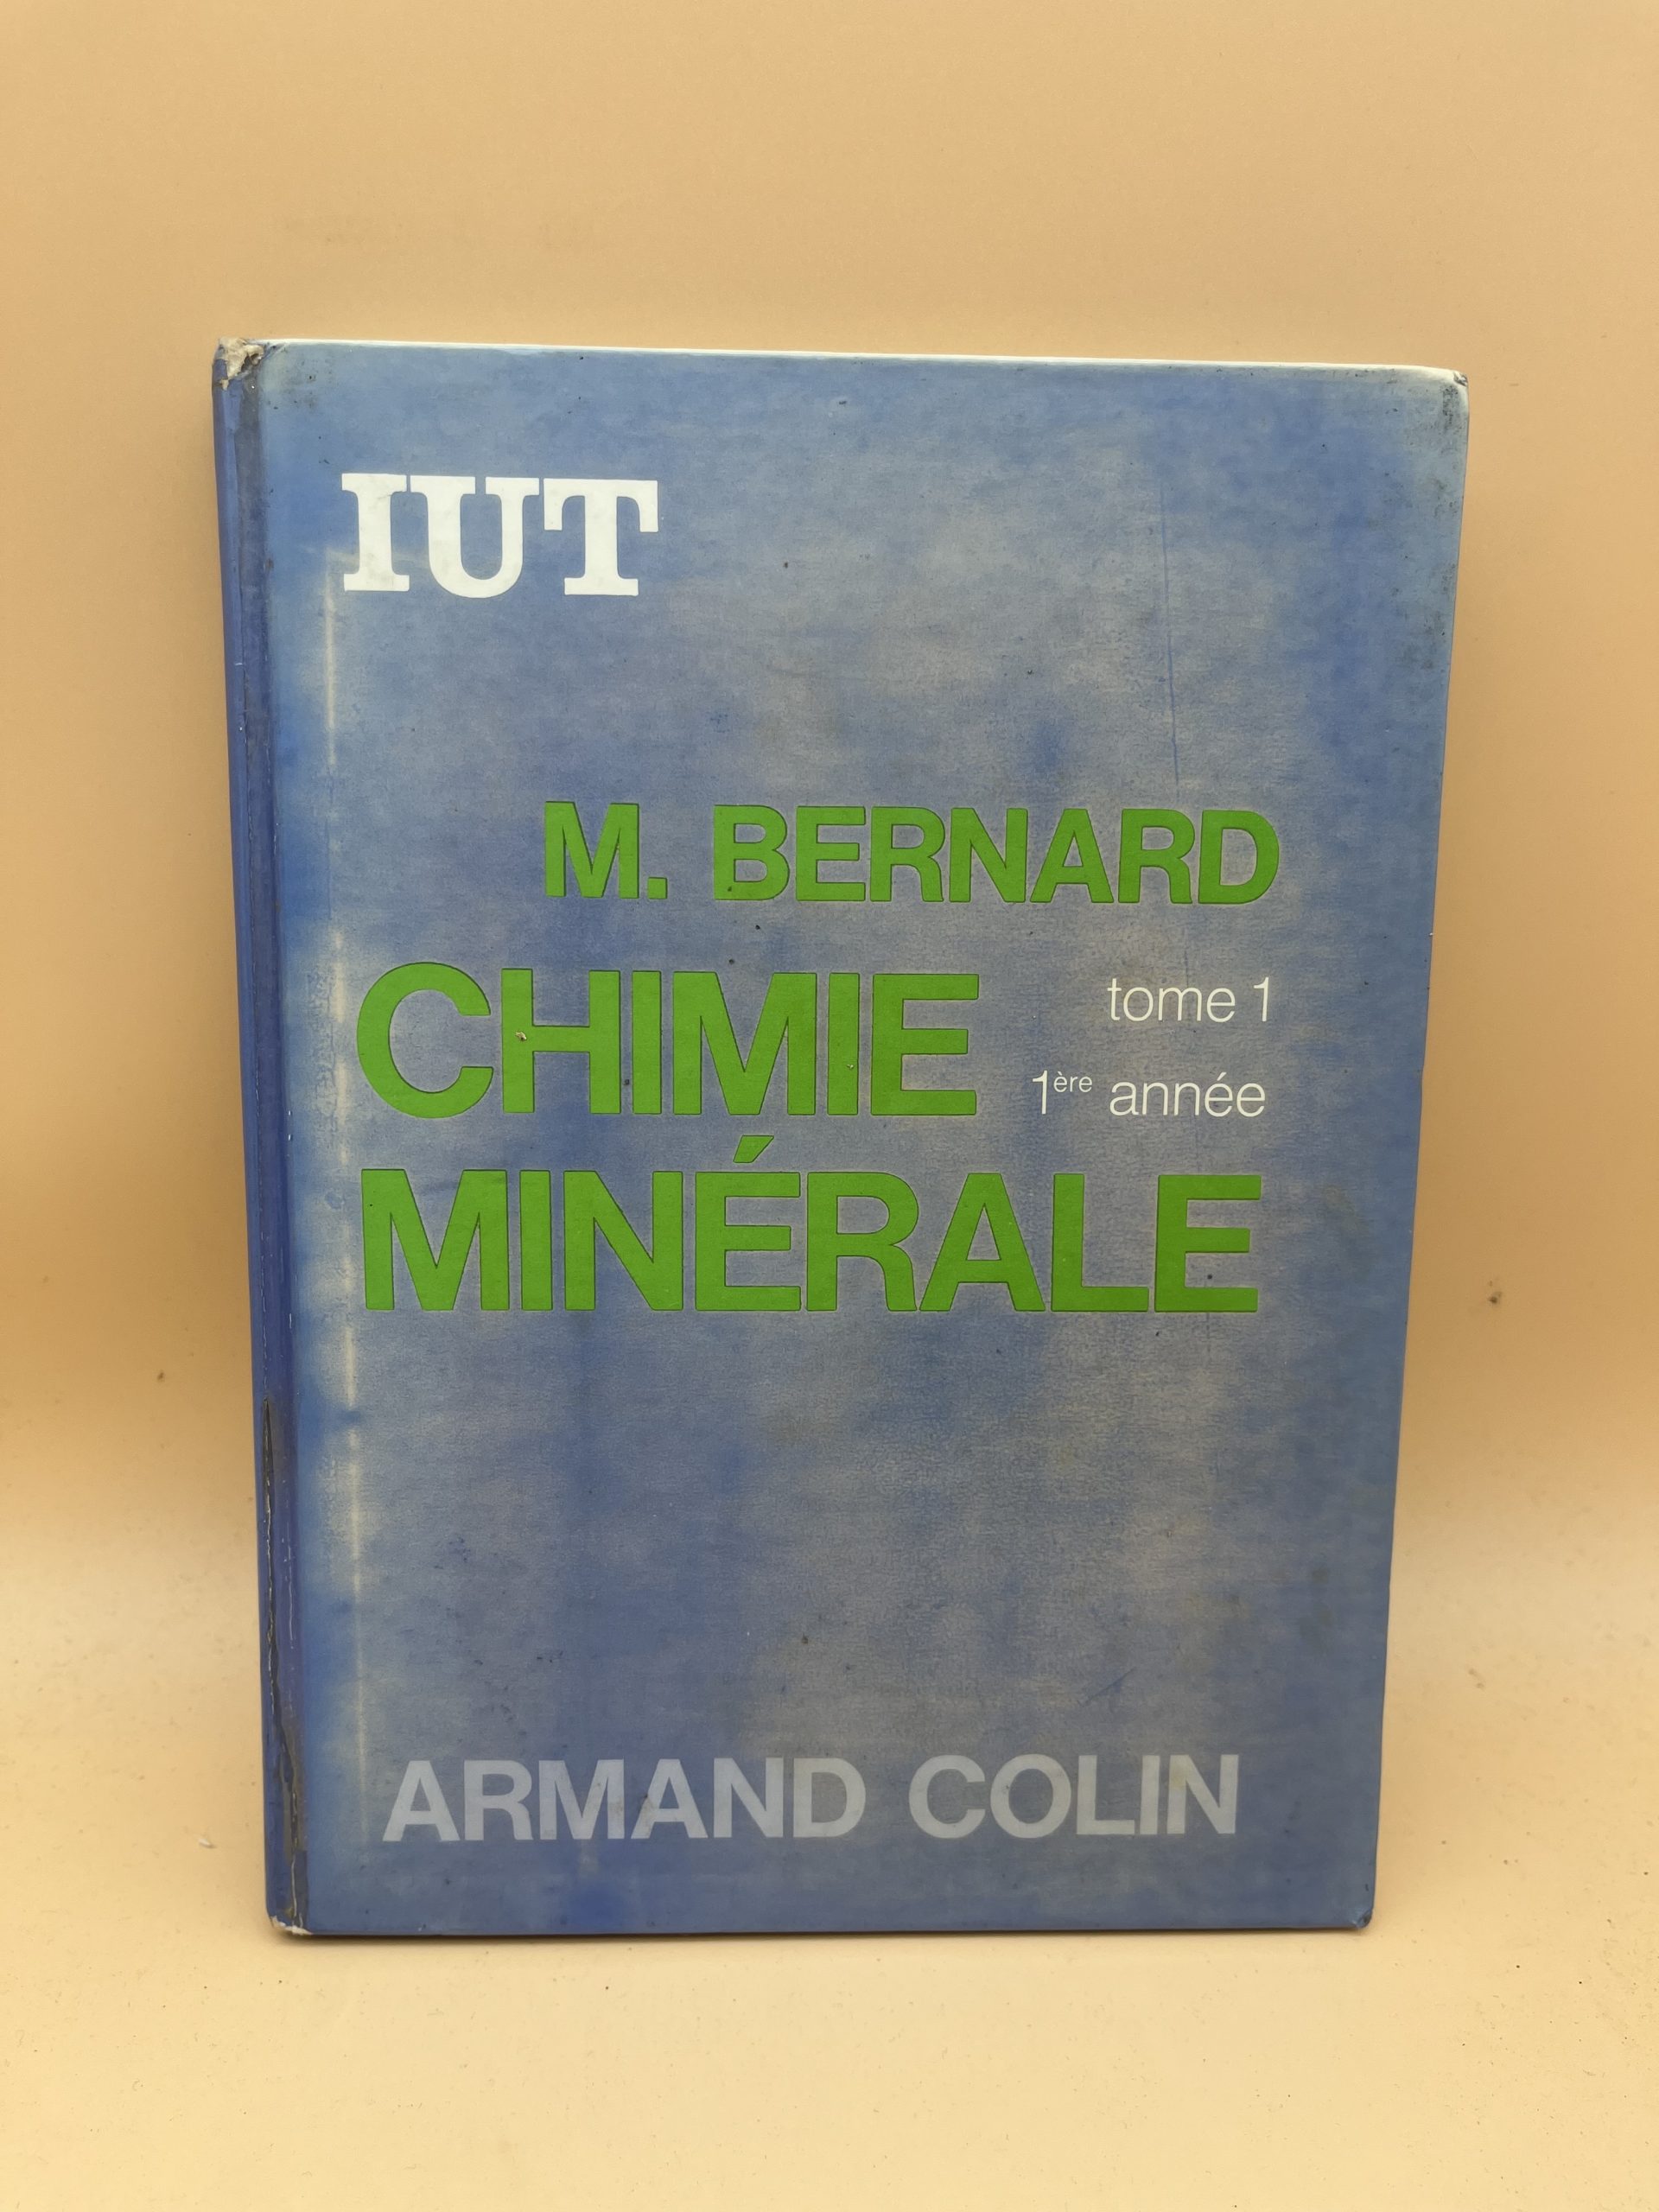 IUT
M. BERNARD
CHIMIE
tome 1
1ère année
MINÉRALE
ARMAND COLIN